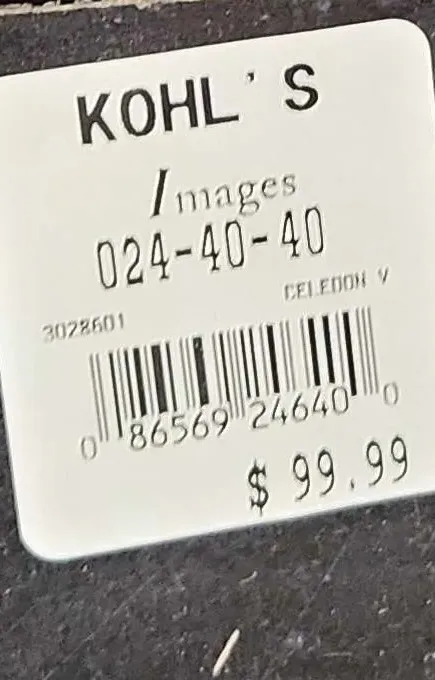 KOHL'S
Images
024-40-40
CELEDON V
3028601
0 86569 24640 0
$ 99.99